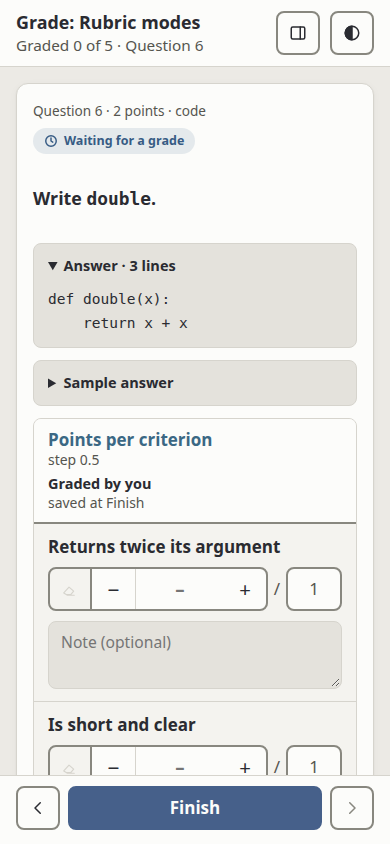 Grade: Rubric modes
Graded 0 of 5 · Question 6
Question 6 · 2 points · code
Waiting for a grade
Write double.
▼ Answer · 3 lines
def double(x):
    return x + x
▶ Sample answer
Points per criterion
step 0.5
Graded by you
saved at Finish
Returns twice its argument
− – + / 1
Note (optional)
Is short and clear
− – + / 1
Finish